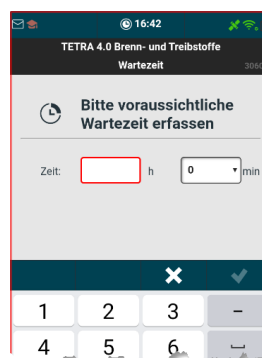 16:42
TETRA 4.0 Brenn- und Treibstoffe
Wartezeit 3060
Bitte voraussichtliche
Wartezeit erfassen
Zeit: h 0 min
1 2 3 -
4 5 6